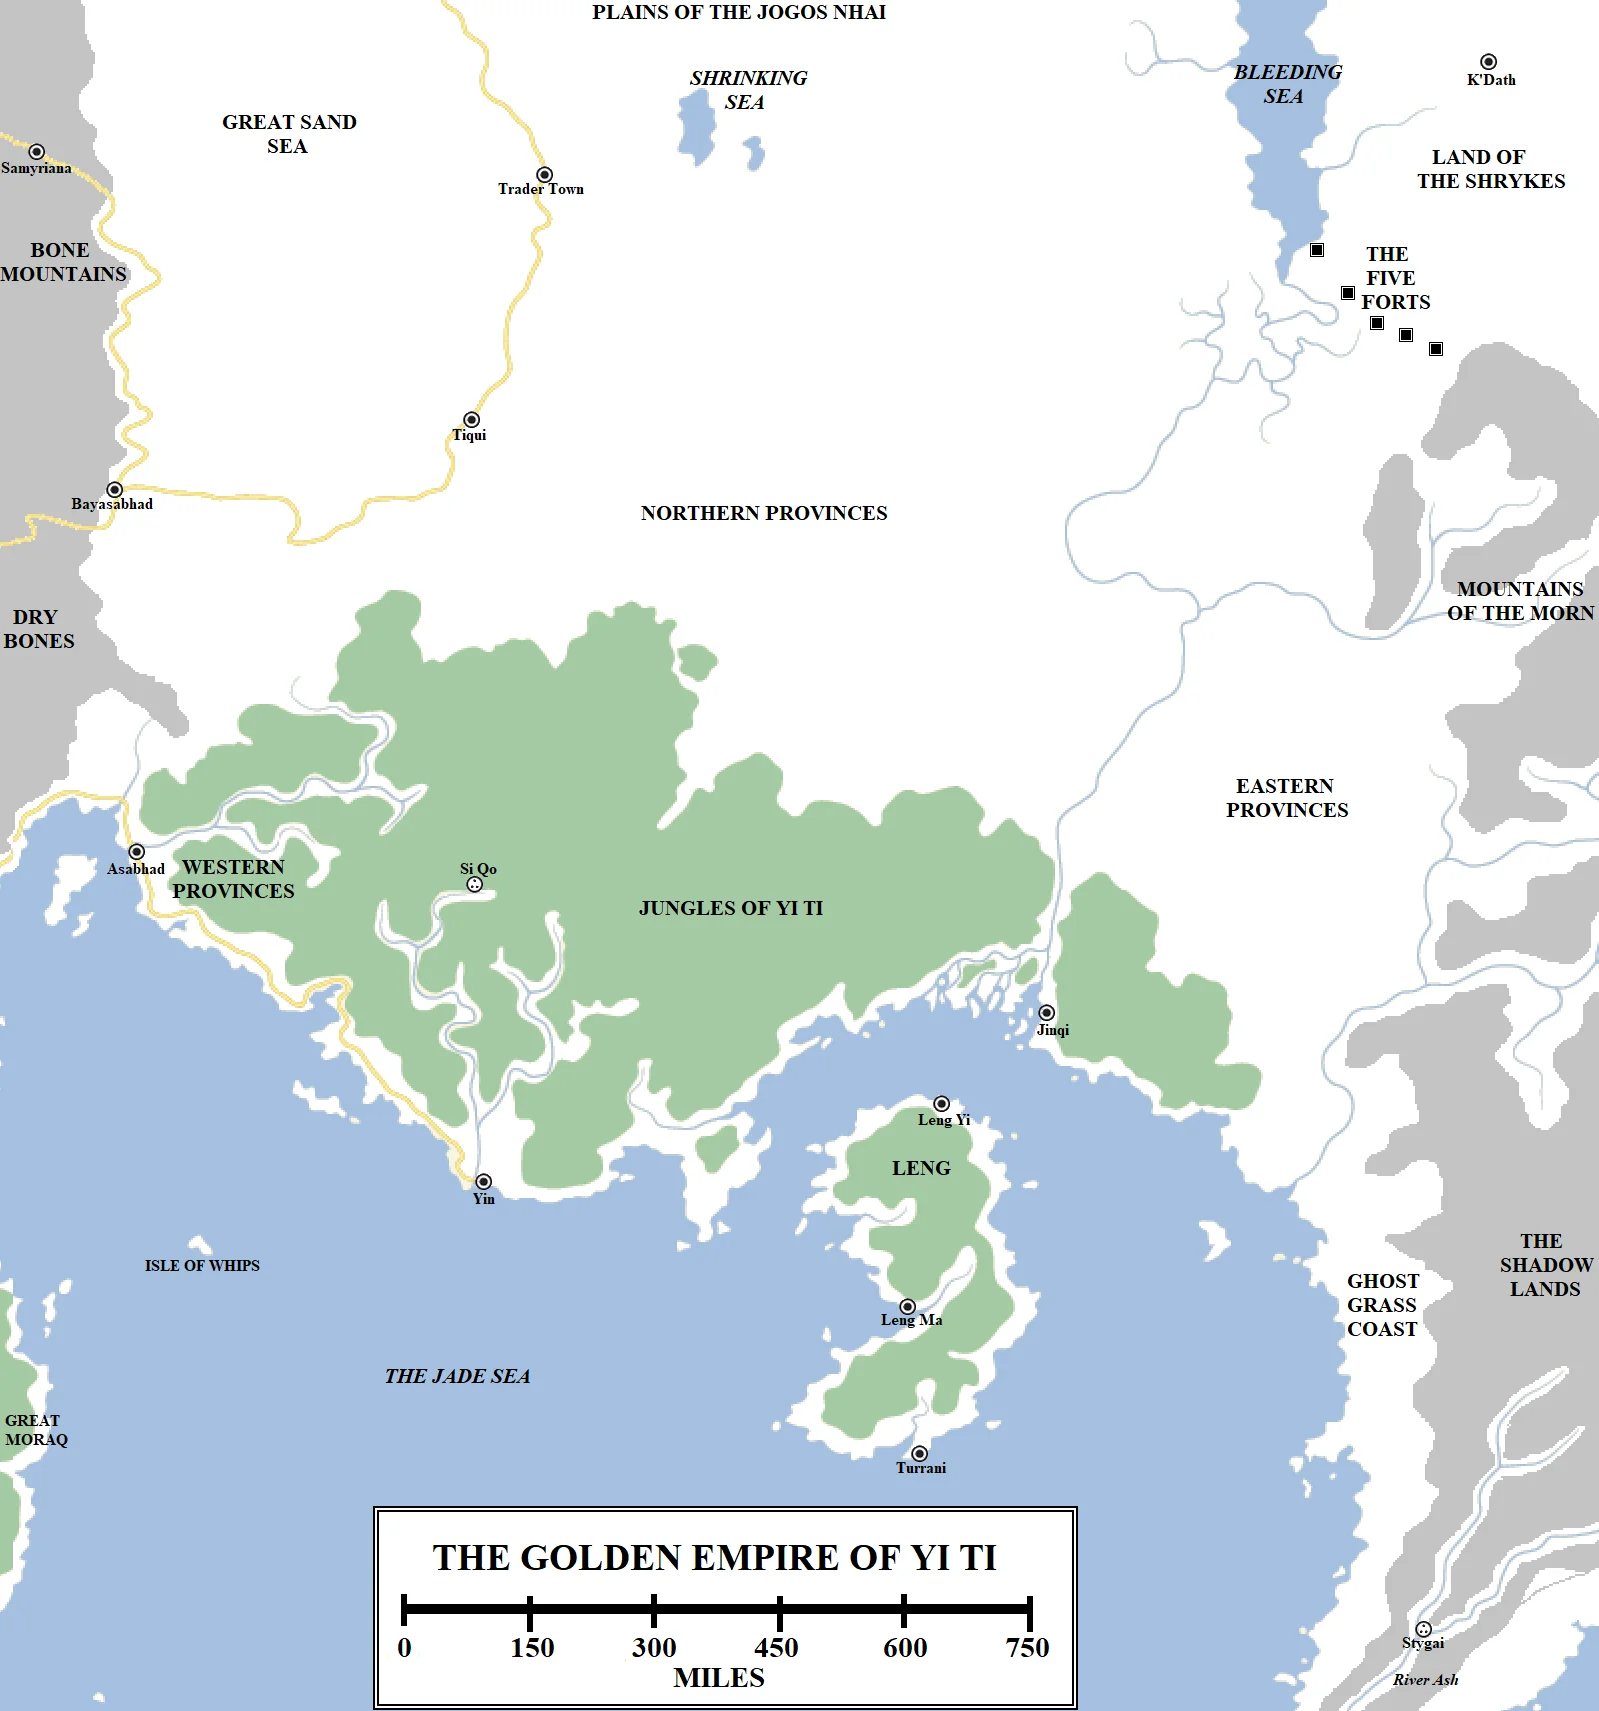 PLAINS OF THE JOGOS NHAI
SHRINKING
SEA
BLEEDING
SEA
K'Dath
GREAT SAND
SEA
Samyriana
Trader Town
LAND OF
THE SHRYKES
BONE
MOUNTAINS
THE
FIVE
FORTS
Tiqui
Bayasabhad
NORTHERN PROVINCES
MOUNTAINS
OF THE MORN
DRY
BONES
EASTERN
PROVINCES
Asabhad
WESTERN
PROVINCES
Si Qo
JUNGLES OF YI TI
Jinqi
Leng Yi
LENG
Yin
ISLE OF WHIPS
THE
SHADOW
LANDS
GHOST
GRASS
COAST
Leng Ma
THE JADE SEA
GREAT
MORAQ
Turrani
THE GOLDEN EMPIRE OF YI TI
0 150 300 450 600 750
MILES
Stygai
River Ash